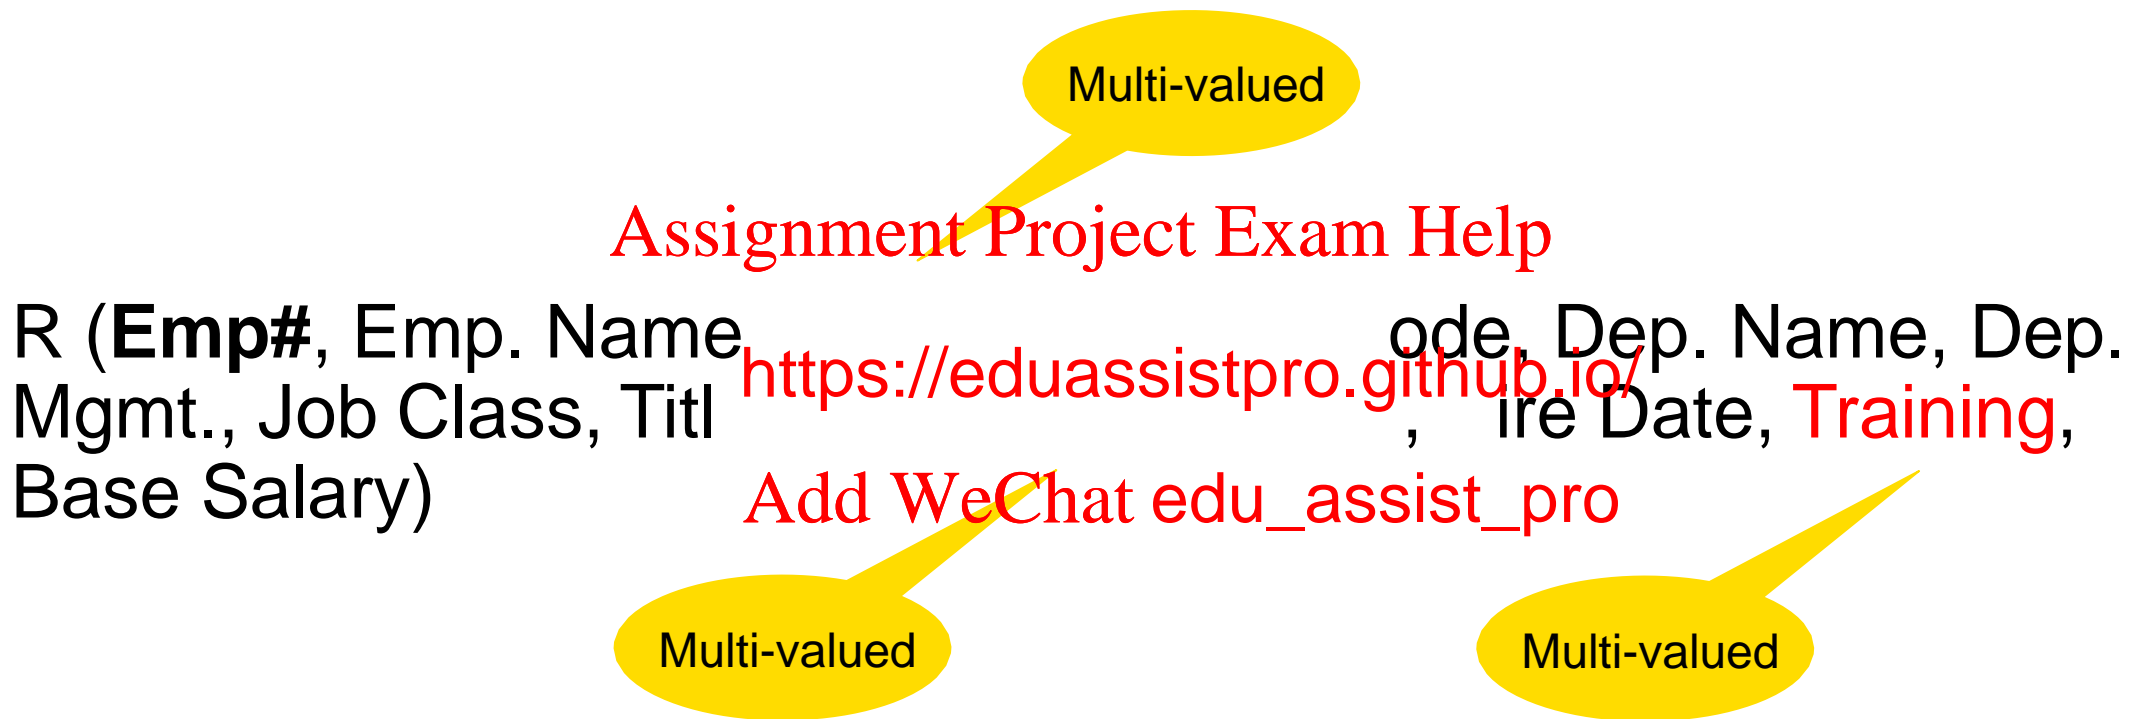 Multi-valued
Assignment Project Exam Help
R (Emp#, Emp. Name ode, Dep. Name, Dep.
https://eduassistpro.github.io/
Mgmt., Job Class, Titl , ire Date, Training,
Base Salary)
Add WeChat edu_assist_pro
Multi-valued
Multi-valued